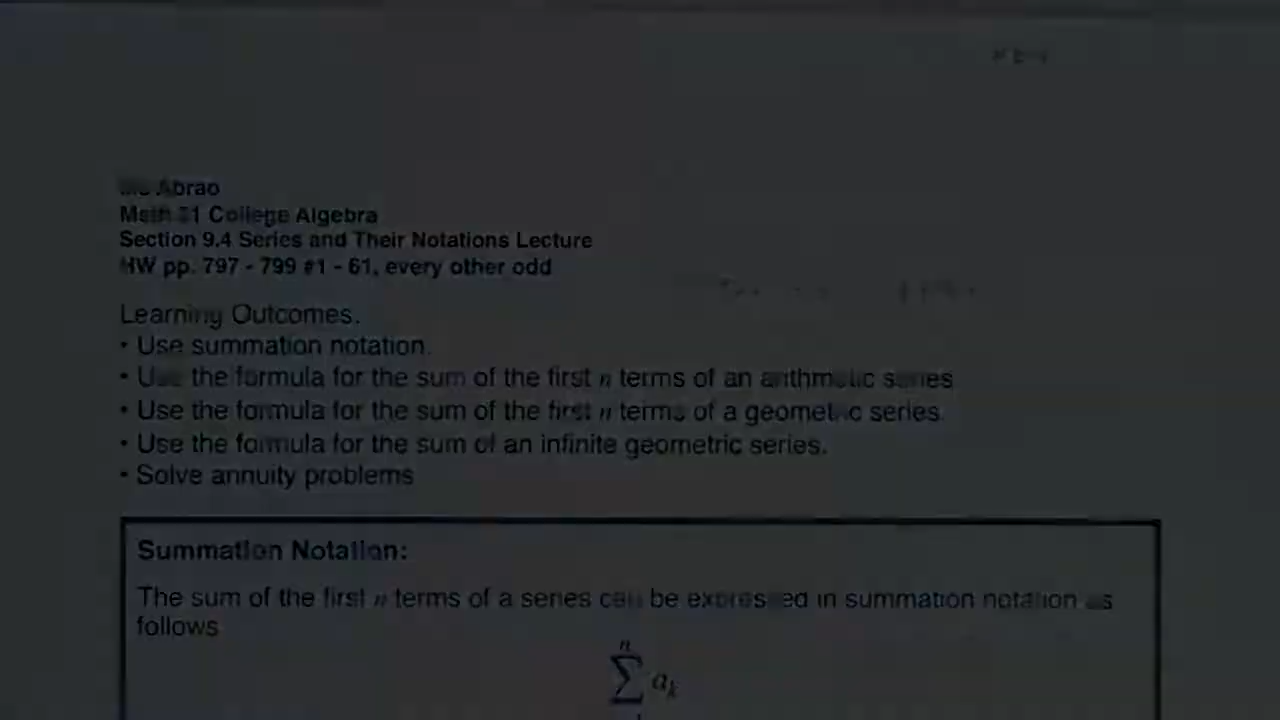 Ms Abrao
Math 21 College Algebra
Section 9.4 Series and Their Notations Lecture
HW pp. 797 - 799 #1 - 61, every other odd
Learning Outcomes.
• Use summation notation.
• Use the formula for the sum of the first n terms of an arithmetic series
• Use the formula for the sum of the first n terms of a geometric series.
• Use the formula for the sum of an infinite geometric series.
• Solve annuity problems
Summation Notation:
The sum of the first n terms of a series can be expressed in summation notation as
follows
n
∑ a_k